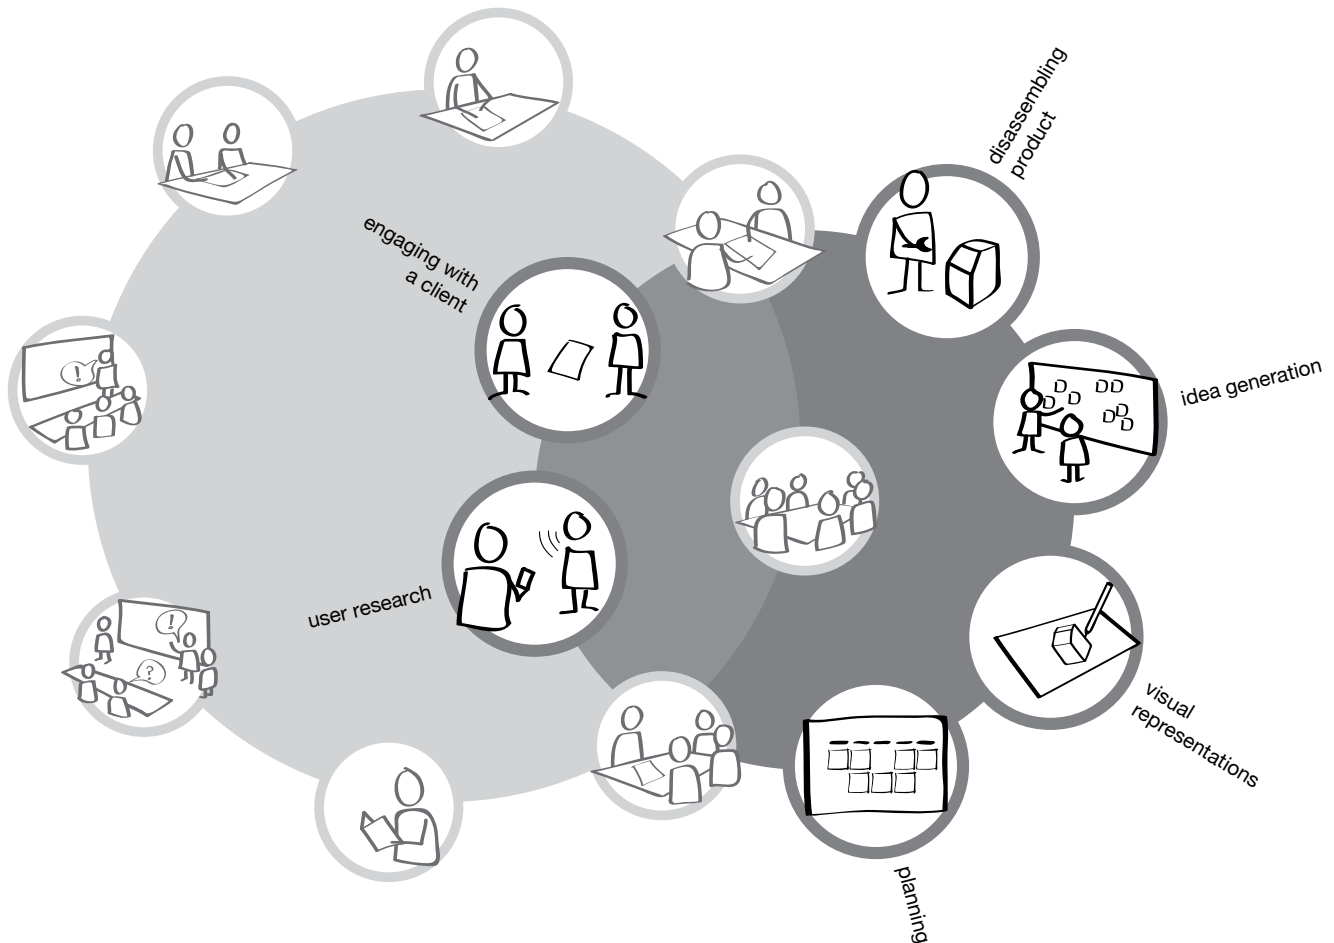 disassembling
product
engaging with
a client
!
idea generation
D D D D D D D D
user research
!
?
visual
representations
planning